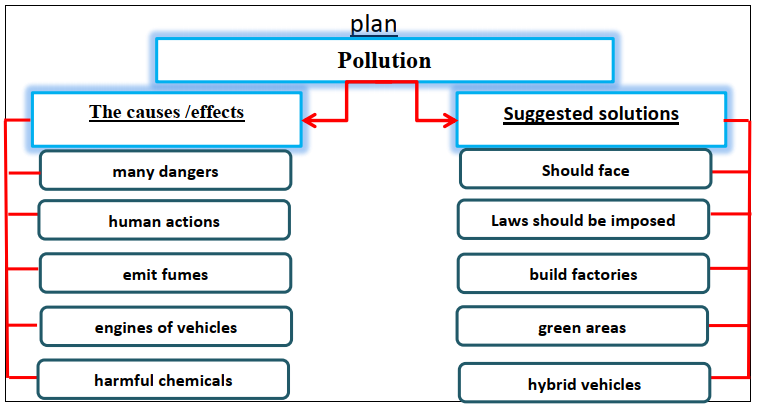 plan
Pollution
The causes /effects
many dangers
human actions
emit fumes
engines of vehicles
harmful chemicals
Suggested solutions
Should face
Laws should be imposed
build factories
green areas
hybrid vehicles